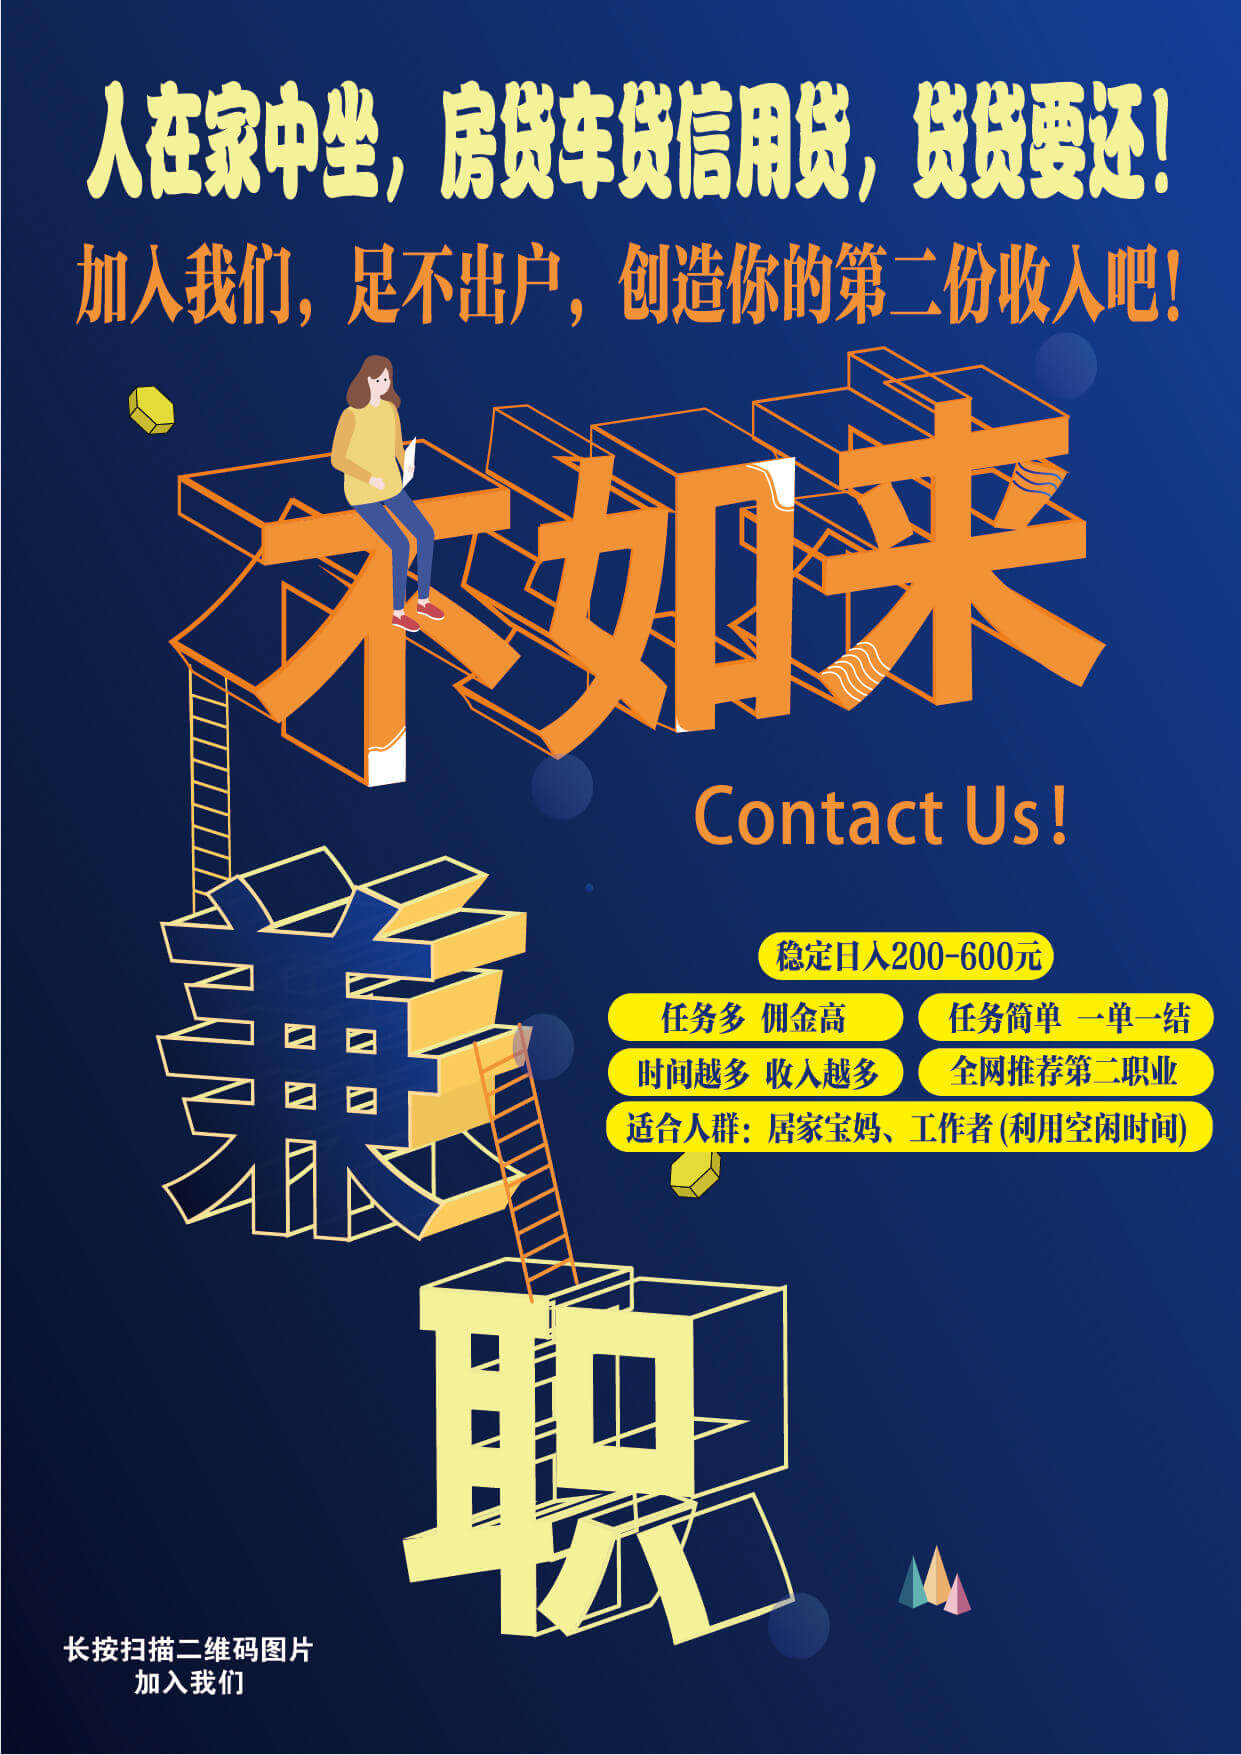 人在家中坐，房贷车贷信用贷，贷贷要还！
加入我们，足不出户，创造你的第二份收入吧！
不如来
Contact Us！
兼
稳定日入200-600元
任务多 佣金高
任务简单 一单一结
时间越多 收入越多
全网推荐第二职业
适合人群：居家宝妈、工作者(利用空闲时间)
职
长按扫描二维码图片
加入我们